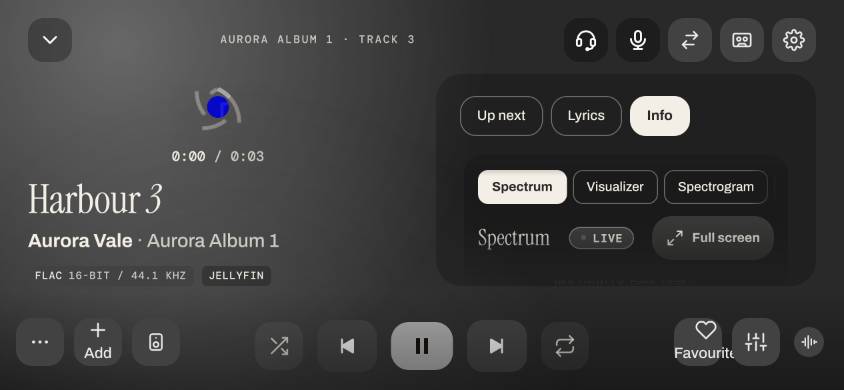 AURORA ALBUM 1 · TRACK 3
0:00 / 0:03
Harbour 3
Aurora Vale · Aurora Album 1
FLAC 16-BIT / 44.1 KHZ JELLYFIN
Up next Lyrics Info
Spectrum Visualizer Spectrogram
Spectrum LIVE Full screen
Add
Favourite